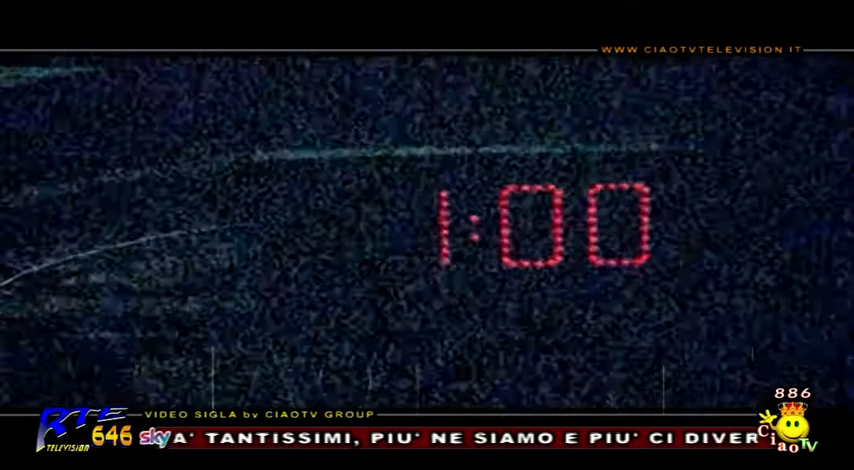 WWW CIAOTVTELEVISION IT
1:00
886
VIDEO SIGLA by CIAOTV GROUP
RTE TELEVISION 646 sky A' TANTISSIMI, PIU' NE SIAMO E PIU' CI DIVER
Ciao TV